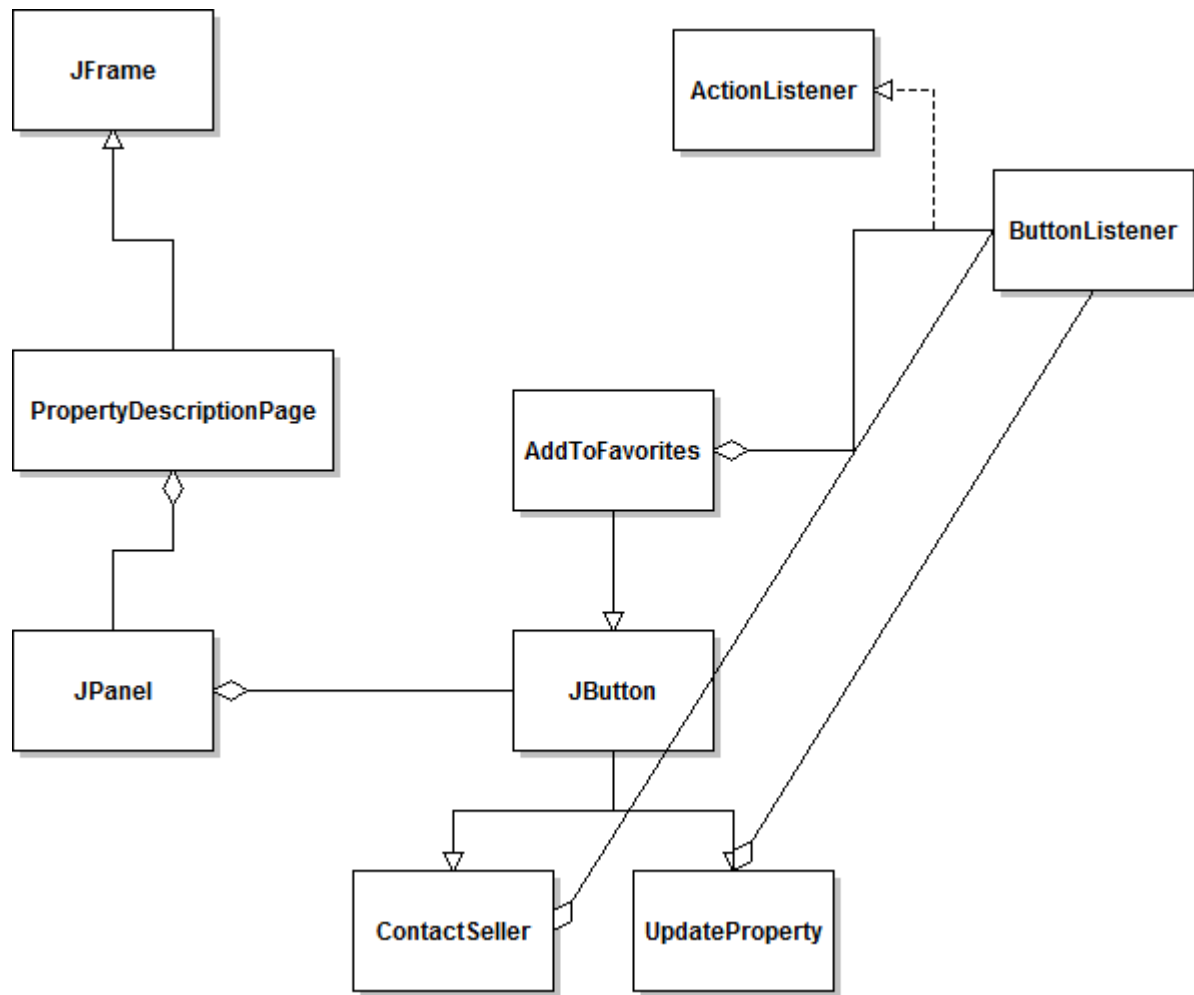 JFrame
ActionListener
ButtonListener
PropertyDescriptionPage
AddToFavorites
JPanel
JButton
ContactSeller
UpdateProperty